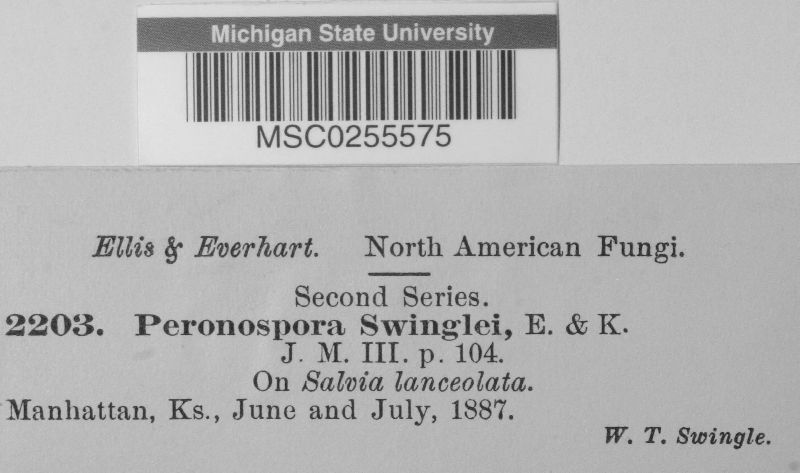 Michigan State University
MSC0255575
Ellis & Everhart. North American Fungi.
Second Series.
2203. Peronospora Swinglei, E. & K.
J. M. III. p. 104.
On Salvia lanceolata.
Manhattan, Ks., June and July, 1887.
W. T. Swingle.